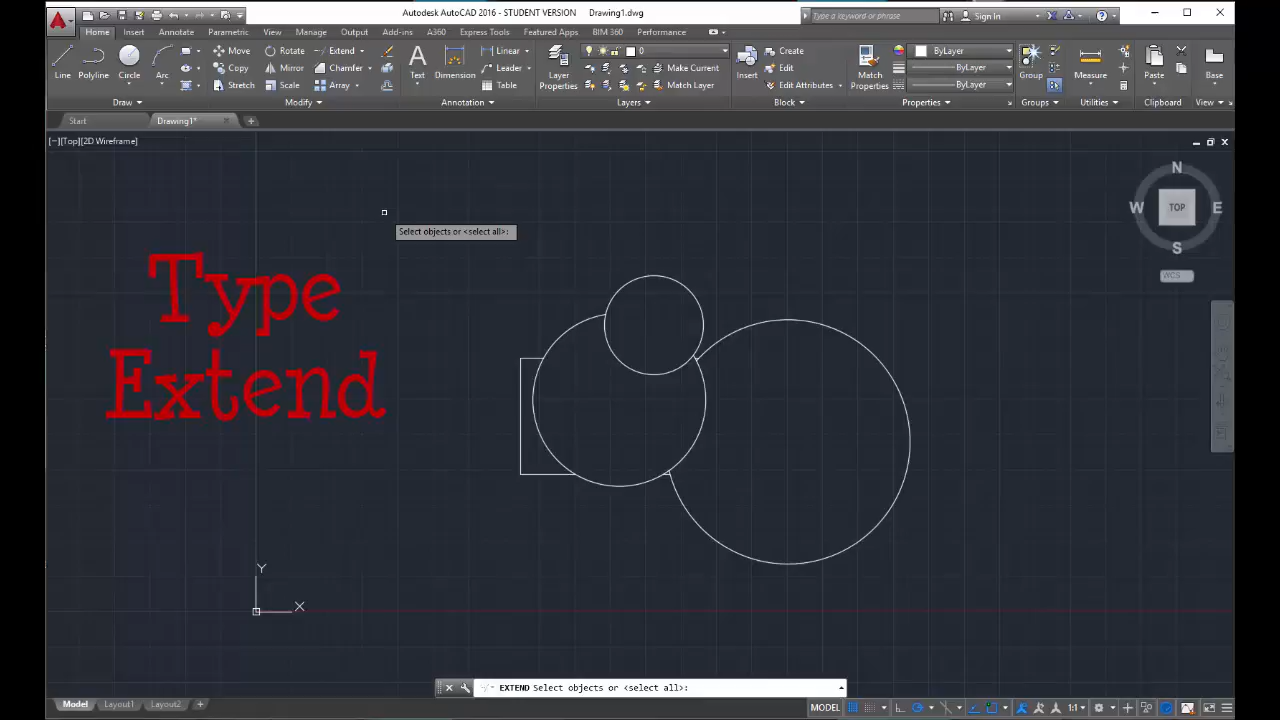 Autodesk AutoCAD 2016 - STUDENT VERSION Drawing1.dwg
Type a keyword or phrase
Sign In
Home Insert Annotate Parametric View Manage Output Add-ins A360 Express Tools Featured Apps BIM 360 Performance
Line Polyline Circle Arc
Move Rotate Extend
Copy Mirror Chamfer
Stretch Scale Array
Text Dimension
Linear
Leader
Table
Layer Properties
0
Make Current
Match Layer
Insert
Create
Edit
Edit Attributes
Match Properties
ByLayer
ByLayer
ByLayer
Group Measure Paste Base
Draw Modify Annotation Layers Block Properties Groups Utilities Clipboard View
Start Drawing1*
[−][Top][2D Wireframe]
N
W TOP E
S
WCS
Select objects or <select all>:
Type
Extend
Y
X
EXTEND Select objects or <select all>:
Model Layout1 Layout2
MODEL
1:1